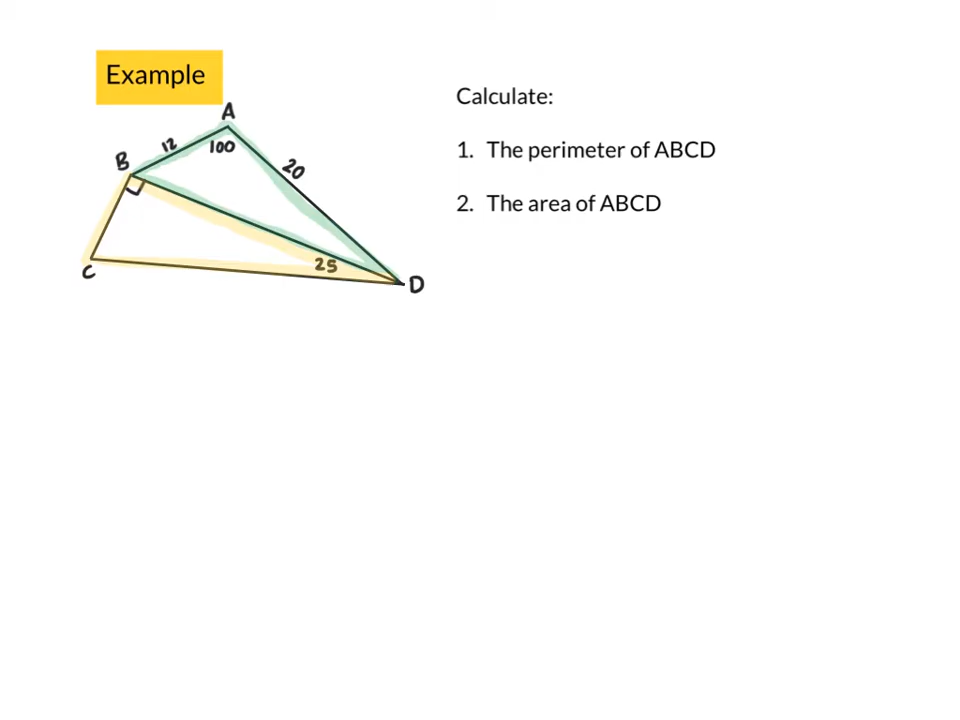 Example
A
12
100
B
20
25
C
D
Calculate:
1. The perimeter of ABCD
2. The area of ABCD